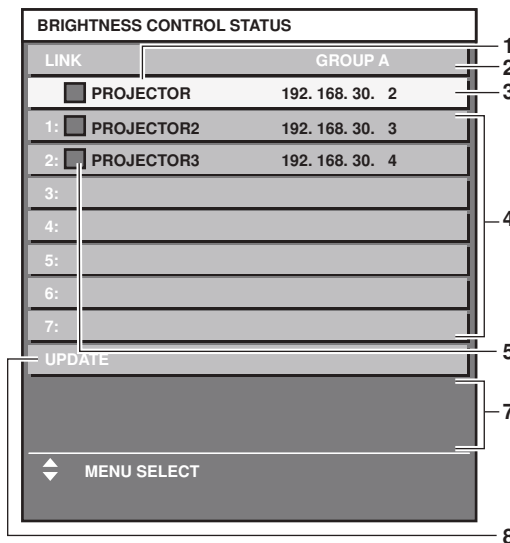 BRIGHTNESS CONTROL STATUS
LINK GROUP A
PROJECTOR 192. 168. 30. 2
1: PROJECTOR2 192. 168. 30. 3
2: PROJECTOR3 192. 168. 30. 4
3:
4:
5:
6:
7:
UPDATE
MENU SELECT
1
2
3
4
5
7
8